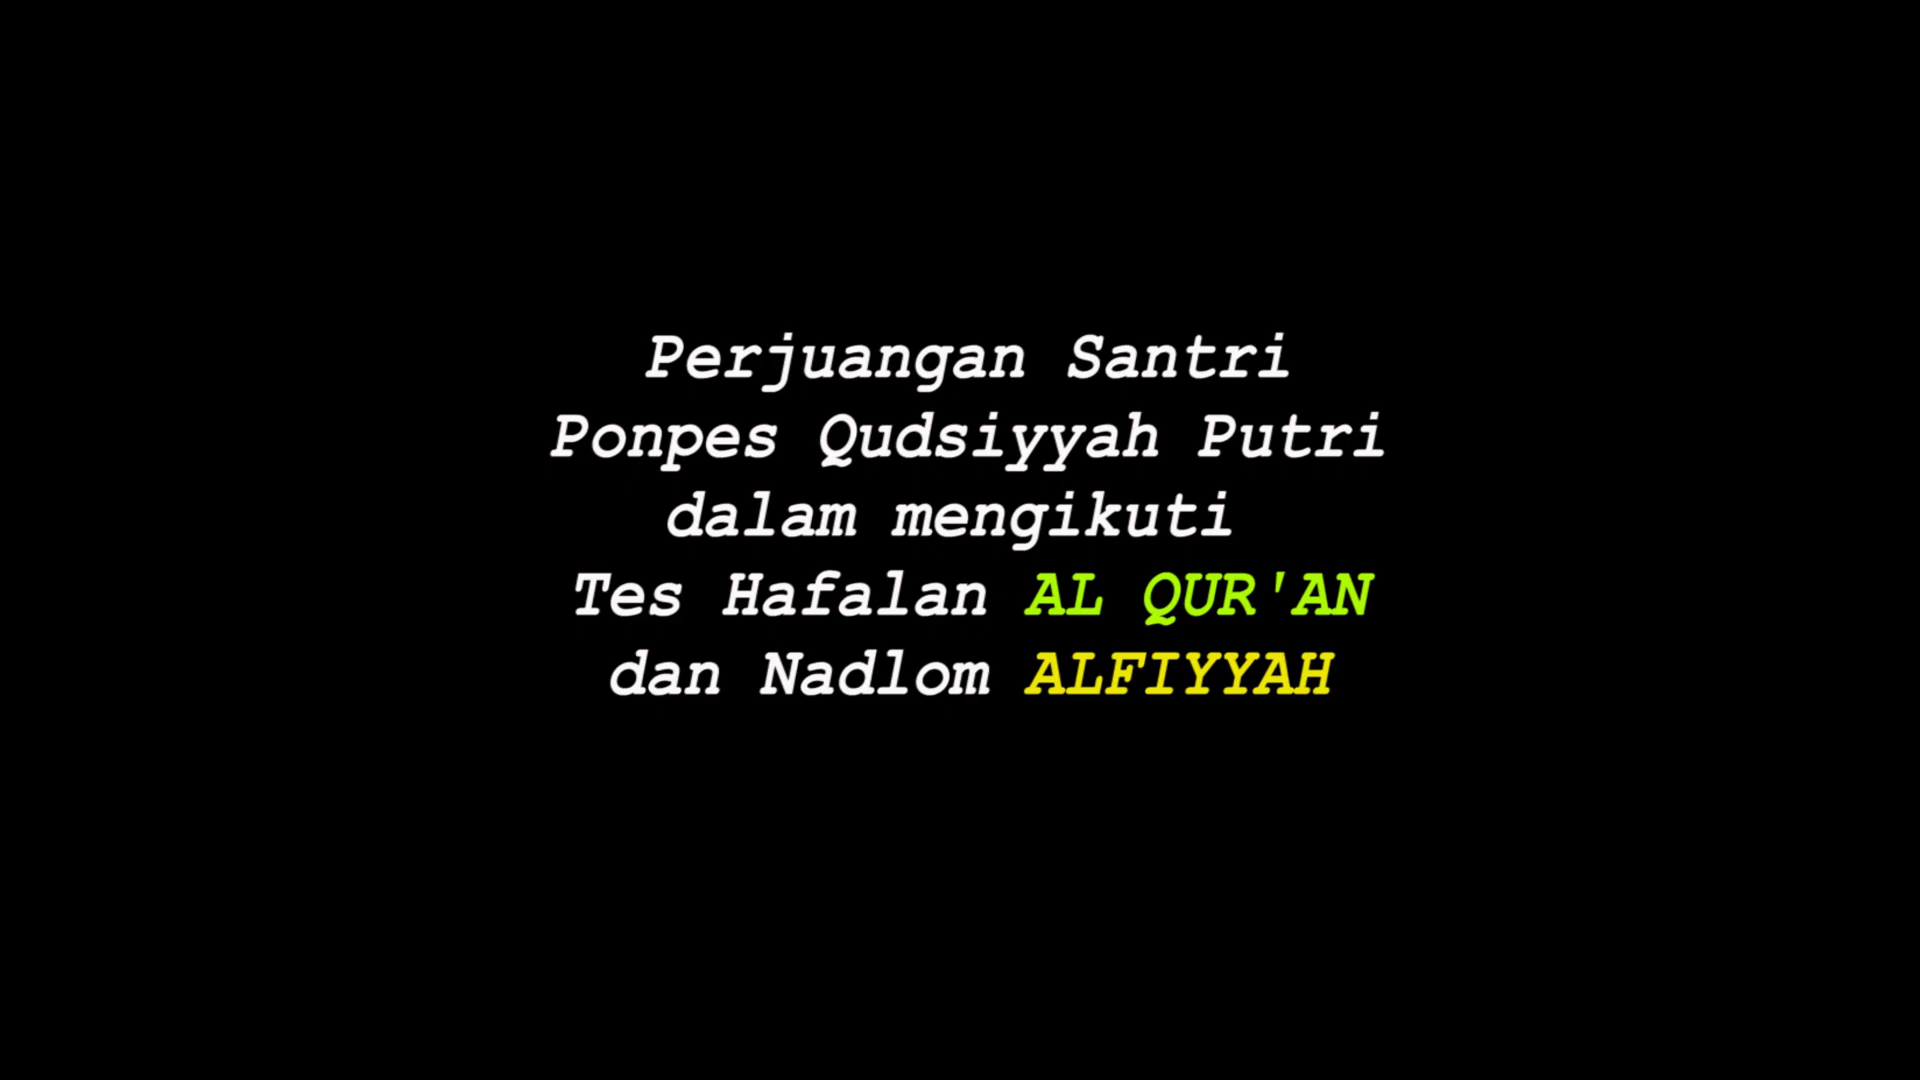 Perjuangan Santri
Ponpes Qudsiyyah Putri
dalam mengikuti
Tes Hafalan AL QUR'AN
dan Nadlom ALFIYYAH